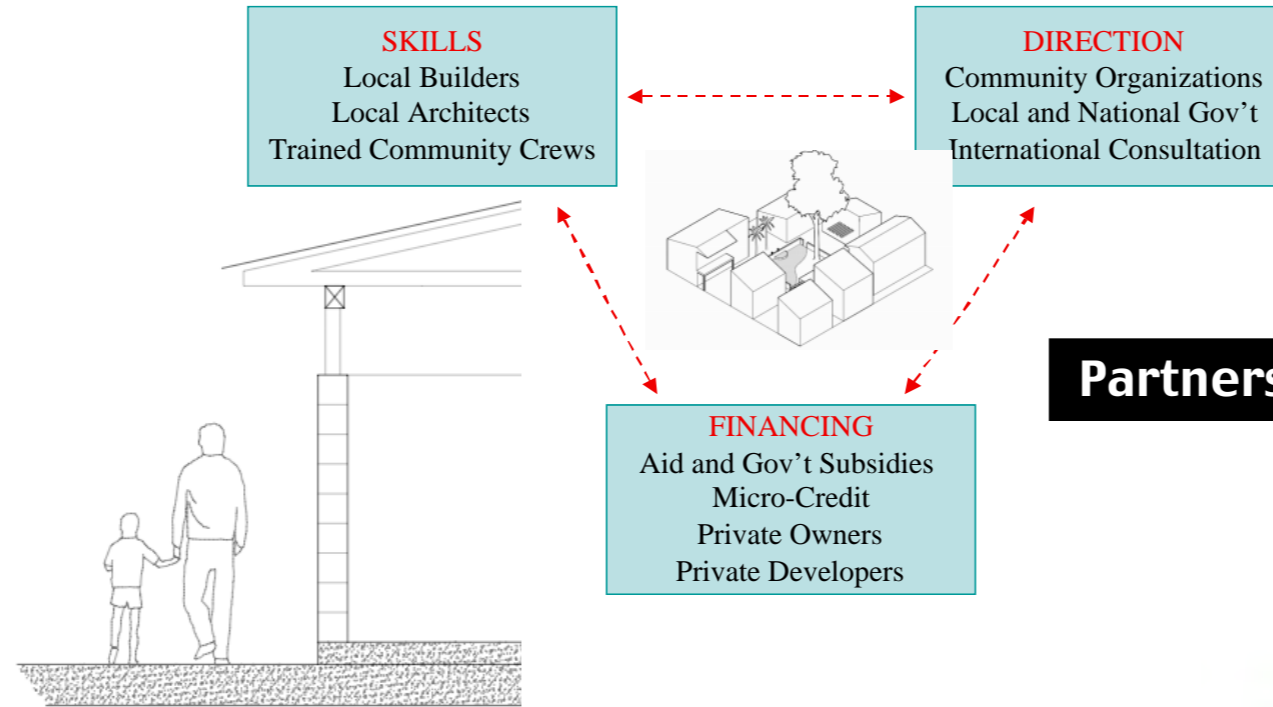 SKILLS
Local Builders
Local Architects
Trained Community Crews
DIRECTION
Community Organizations
Local and National Gov’t
International Consultation
FINANCING
Aid and Gov’t Subsidies
Micro-Credit
Private Owners
Private Developers
Partners